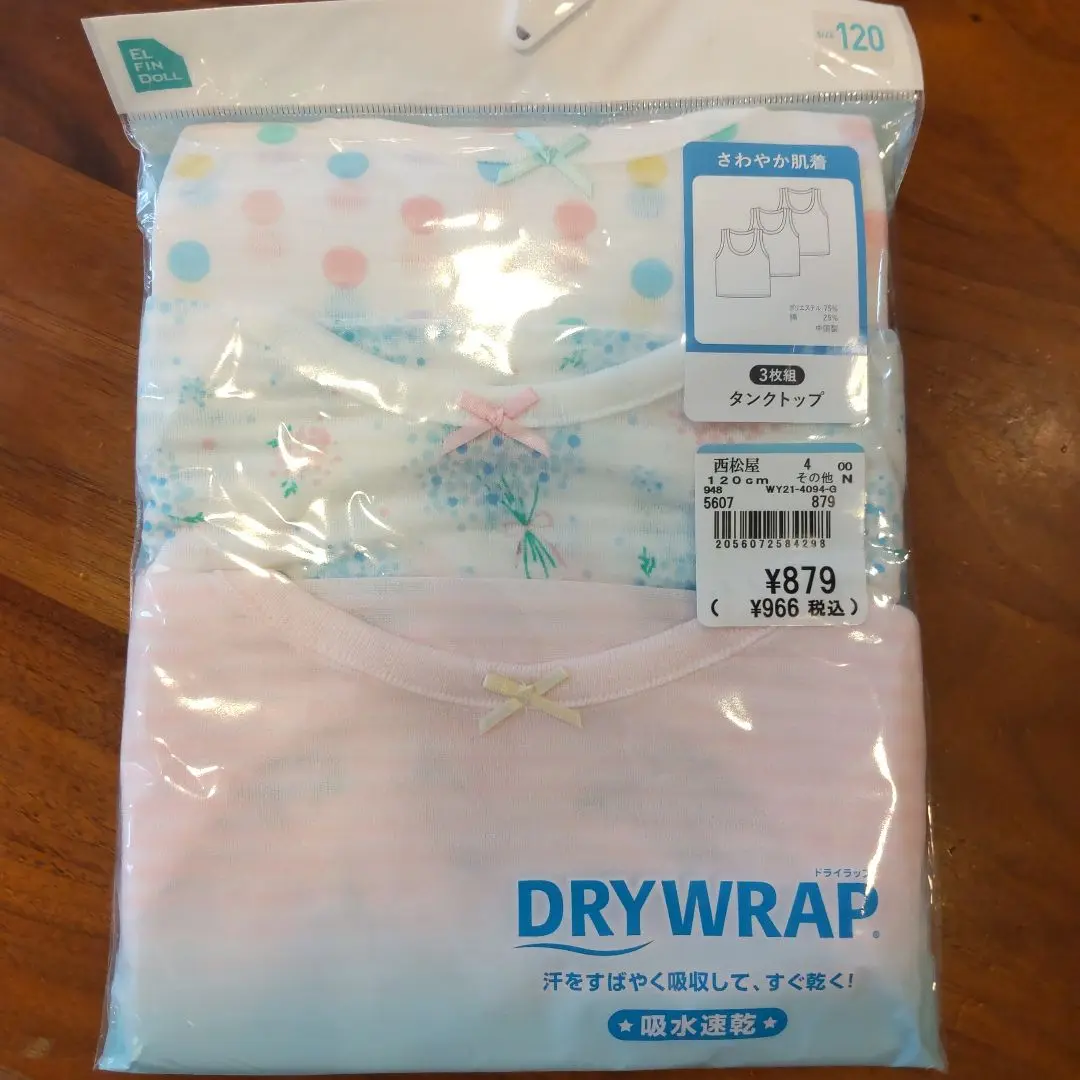 EL
FIN
DOLL
SIZE 120
さわやか肌着
ポリエステル 75%
綿 25%
中国製
3枚組
タンクトップ
西松屋 4 00
120cm その他 N
948 WY21-4094-G
5607 879
2056072584298
¥879
( ¥966 税込)
ドライラップ
DRYWRAP®
汗をすばやく吸収して、すぐ乾く!
★吸水速乾★